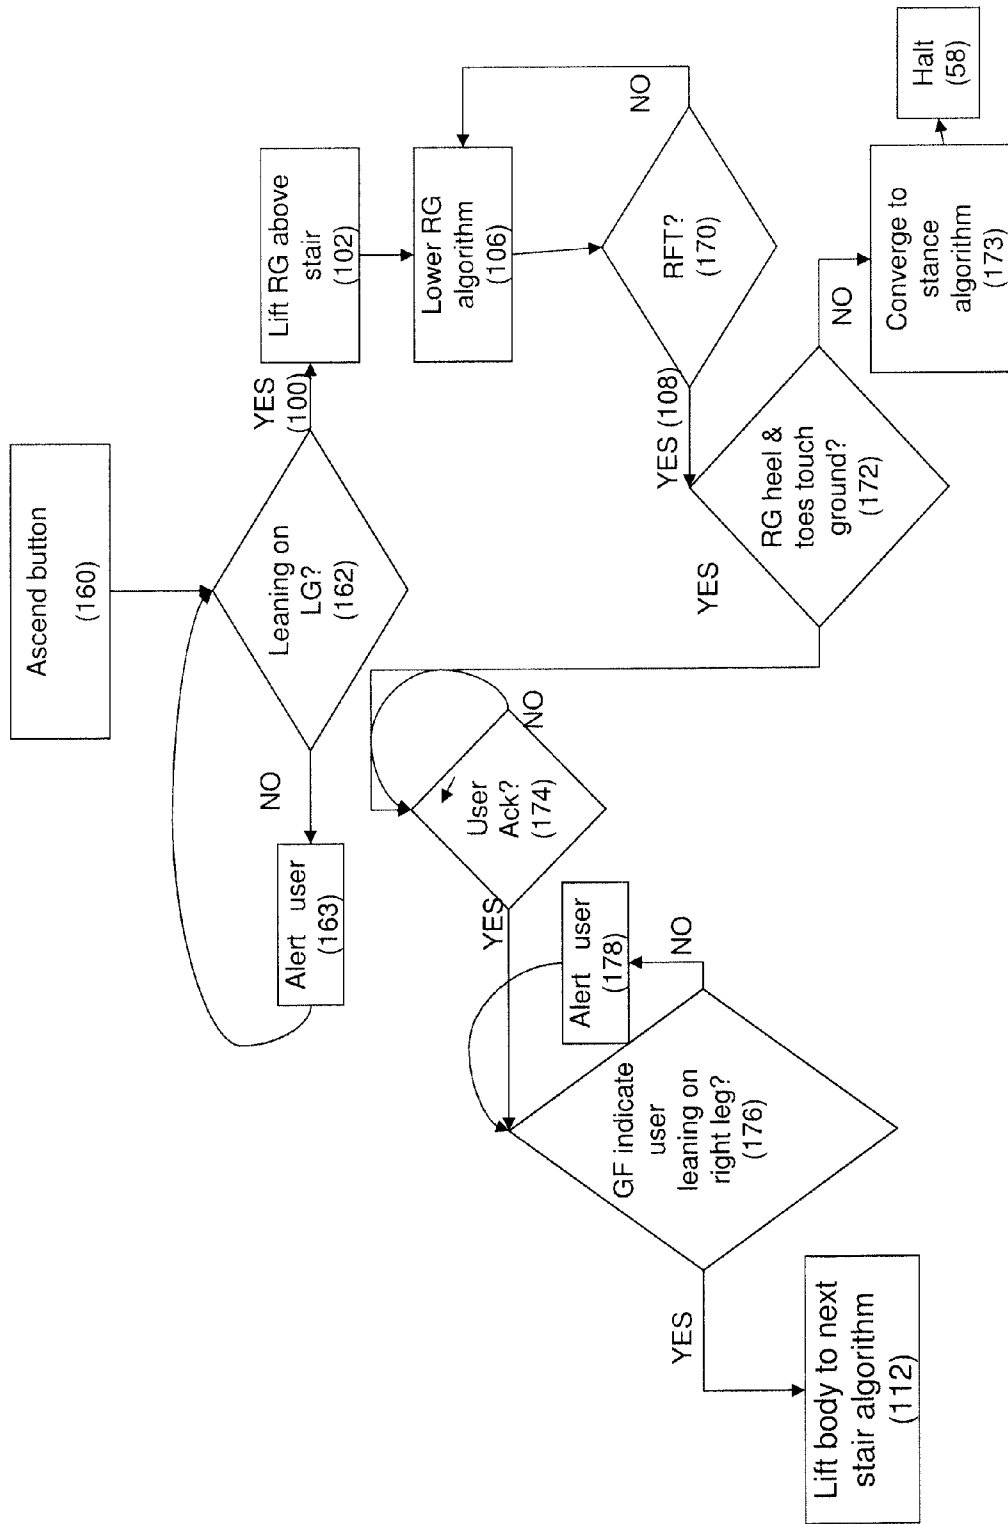 Ascend button
(160)
Leaning on
LG?
(162)
NO
Alert user
(163)
YES
(100)
Lift RG above
stair
(102)
Lower RG
algorithm
(106)
RFT?
(170)
NO
YES (108)
RG heel &
toes touch
ground?
(172)
NO
Converge to
stance
algorithm
(173)
Halt
(58)
YES
User
Ack?
(174)
NO
YES
GF indicate
user
leaning on
right leg?
(176)
NO
Alert user
(178)
YES
Lift body to next
stair algorithm
(112)